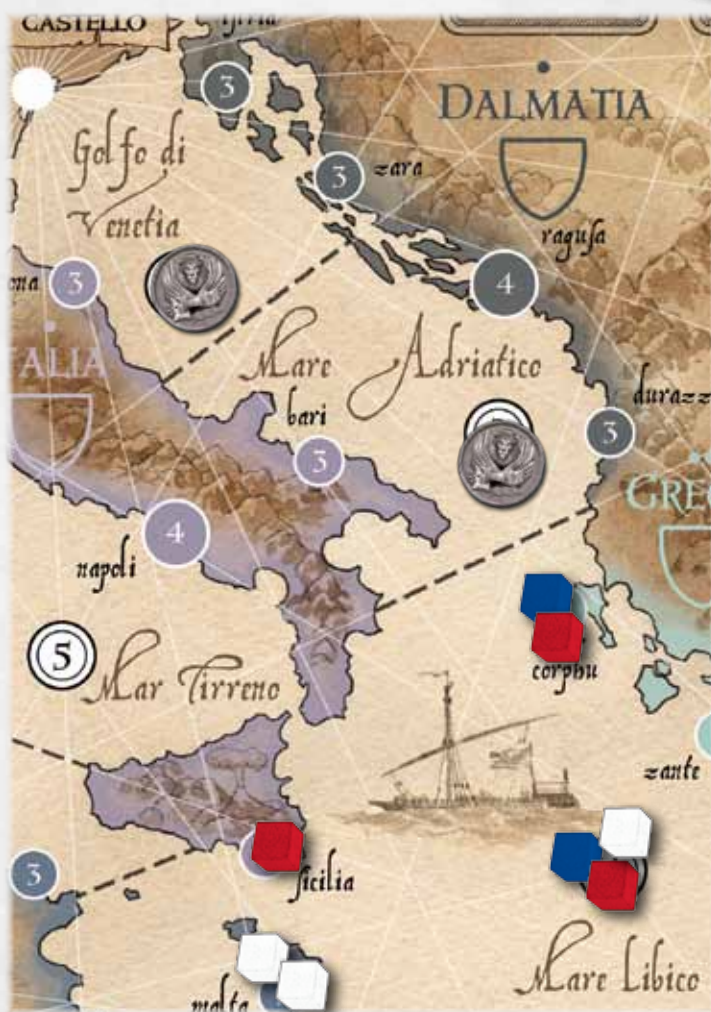 CASTELLO
3
DALMATIA
Golfo di
Venetia
3
zara
raguſa
3
4
ALIA
Mare Adriatico
bari
durazz
3
3
GREC
4
napoli
5
corphu
Mar Tirreno
zante
3
ſicilia
Mare Libico
malta